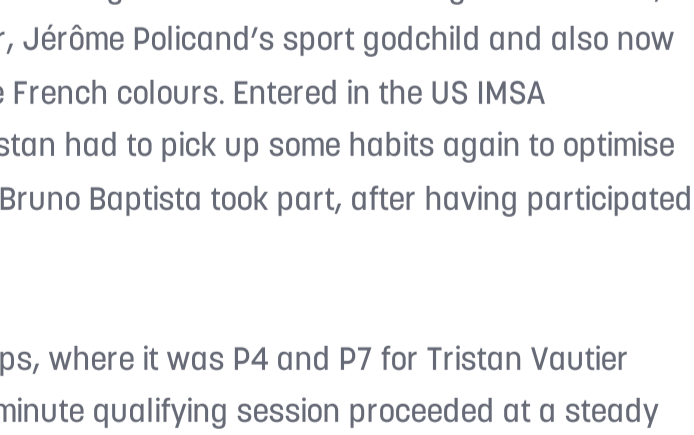 Jérôme Policand’s sport godchild and also now
French colours. Entered in the US IMSA
stan had to pick up some habits again to optimise
Bruno Baptista took part, after having participated
ps, where it was P4 and P7 for Tristan Vautier
minute qualifying session proceeded at a steady